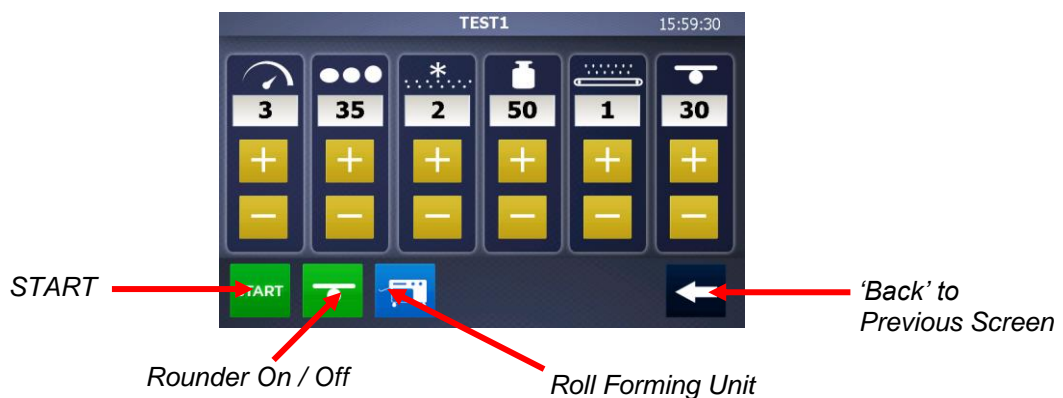 TEST1 15:59:30
3 35 2 50 1 30
+ + + + + +
- - - - - -
START
START
'Back' to
Previous Screen
Rounder On / Off
Roll Forming Unit